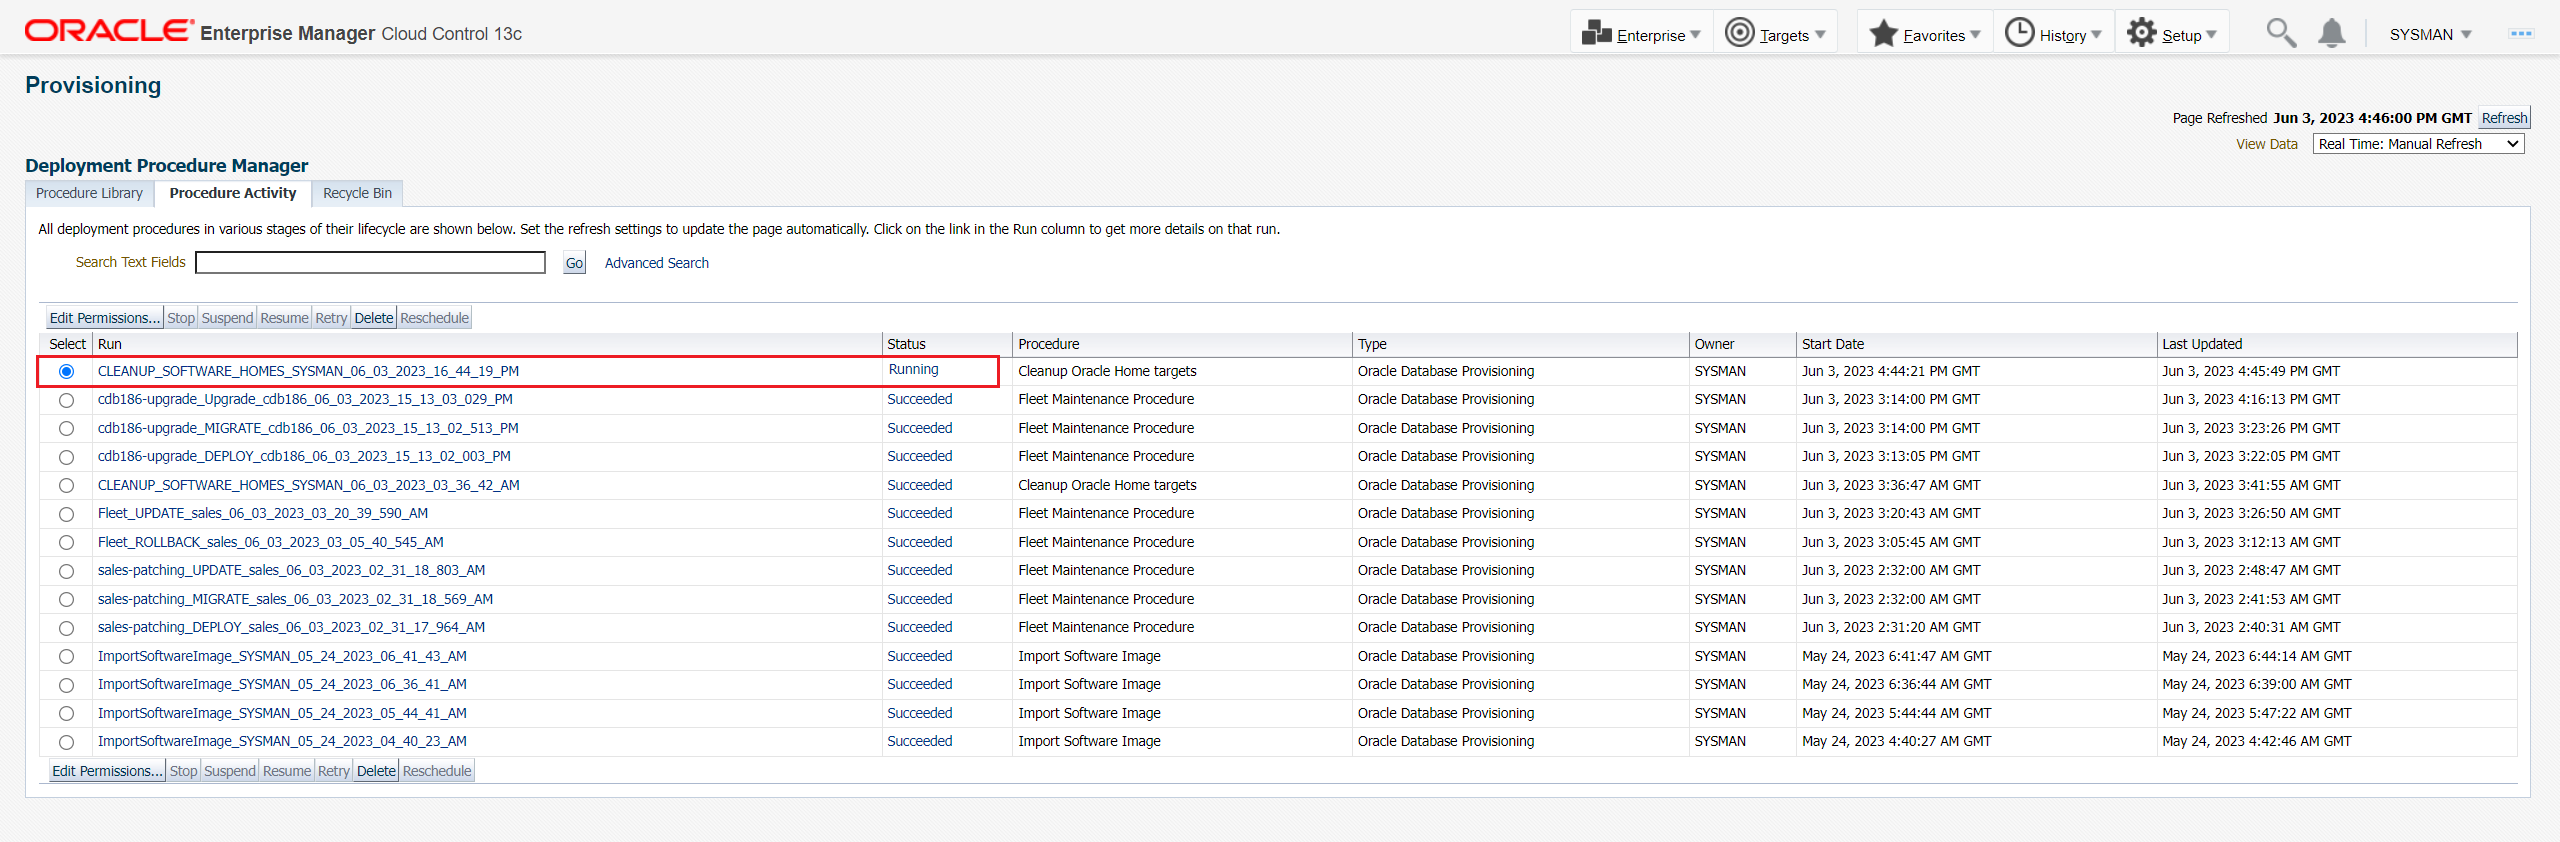 ORACLE Enterprise Manager Cloud Control 13c Enterprise Targets Favorites History Setup SYSMAN
Provisioning
Page Refreshed Jun 3, 2023 4:46:00 PM GMT Refresh
View Data Real Time: Manual Refresh
Deployment Procedure Manager
Procedure Library Procedure Activity Recycle Bin
All deployment procedures in various stages of their lifecycle are shown below. Set the refresh settings to update the page automatically. Click on the link in the Run column to get more details on that run.
Search Text Fields Go Advanced Search
Edit Permissions... Stop Suspend Resume Retry Delete Reschedule
Select Run Status Procedure Type Owner Start Date Last Updated
CLEANUP_SOFTWARE_HOMES_SYSMAN_06_03_2023_16_44_19_PM Running Cleanup Oracle Home targets Oracle Database Provisioning SYSMAN Jun 3, 2023 4:44:21 PM GMT Jun 3, 2023 4:45:49 PM GMT
cdb186-upgrade_Upgrade_cdb186_06_03_2023_15_13_03_029_PM Succeeded Fleet Maintenance Procedure Oracle Database Provisioning SYSMAN Jun 3, 2023 3:14:00 PM GMT Jun 3, 2023 4:16:13 PM GMT
cdb186-upgrade_MIGRATE_cdb186_06_03_2023_15_13_02_513_PM Succeeded Fleet Maintenance Procedure Oracle Database Provisioning SYSMAN Jun 3, 2023 3:14:00 PM GMT Jun 3, 2023 3:23:26 PM GMT
cdb186-upgrade_DEPLOY_cdb186_06_03_2023_15_13_02_003_PM Succeeded Fleet Maintenance Procedure Oracle Database Provisioning SYSMAN Jun 3, 2023 3:13:05 PM GMT Jun 3, 2023 3:22:05 PM GMT
CLEANUP_SOFTWARE_HOMES_SYSMAN_06_03_2023_03_36_42_AM Succeeded Cleanup Oracle Home targets Oracle Database Provisioning SYSMAN Jun 3, 2023 3:36:47 AM GMT Jun 3, 2023 3:41:55 AM GMT
Fleet_UPDATE_sales_06_03_2023_03_20_39_590_AM Succeeded Fleet Maintenance Procedure Oracle Database Provisioning SYSMAN Jun 3, 2023 3:20:43 AM GMT Jun 3, 2023 3:26:50 AM GMT
Fleet_ROLLBACK_sales_06_03_2023_03_05_40_545_AM Succeeded Fleet Maintenance Procedure Oracle Database Provisioning SYSMAN Jun 3, 2023 3:05:45 AM GMT Jun 3, 2023 3:12:13 AM GMT
sales-patching_UPDATE_sales_06_03_2023_02_31_18_803_AM Succeeded Fleet Maintenance Procedure Oracle Database Provisioning SYSMAN Jun 3, 2023 2:32:00 AM GMT Jun 3, 2023 2:48:47 AM GMT
sales-patching_MIGRATE_sales_06_03_2023_02_31_18_569_AM Succeeded Fleet Maintenance Procedure Oracle Database Provisioning SYSMAN Jun 3, 2023 2:32:00 AM GMT Jun 3, 2023 2:41:53 AM GMT
sales-patching_DEPLOY_sales_06_03_2023_02_31_17_964_AM Succeeded Fleet Maintenance Procedure Oracle Database Provisioning SYSMAN Jun 3, 2023 2:31:20 AM GMT Jun 3, 2023 2:40:31 AM GMT
ImportSoftwareImage_SYSMAN_05_24_2023_06_41_43_AM Succeeded Import Software Image Oracle Database Provisioning SYSMAN May 24, 2023 6:41:47 AM GMT May 24, 2023 6:44:14 AM GMT
ImportSoftwareImage_SYSMAN_05_24_2023_06_36_41_AM Succeeded Import Software Image Oracle Database Provisioning SYSMAN May 24, 2023 6:36:44 AM GMT May 24, 2023 6:39:00 AM GMT
ImportSoftwareImage_SYSMAN_05_24_2023_05_44_41_AM Succeeded Import Software Image Oracle Database Provisioning SYSMAN May 24, 2023 5:44:44 AM GMT May 24, 2023 5:47:22 AM GMT
ImportSoftwareImage_SYSMAN_05_24_2023_04_40_23_AM Succeeded Import Software Image Oracle Database Provisioning SYSMAN May 24, 2023 4:40:27 AM GMT May 24, 2023 4:42:46 AM GMT
Edit Permissions... Stop Suspend Resume Retry Delete Reschedule